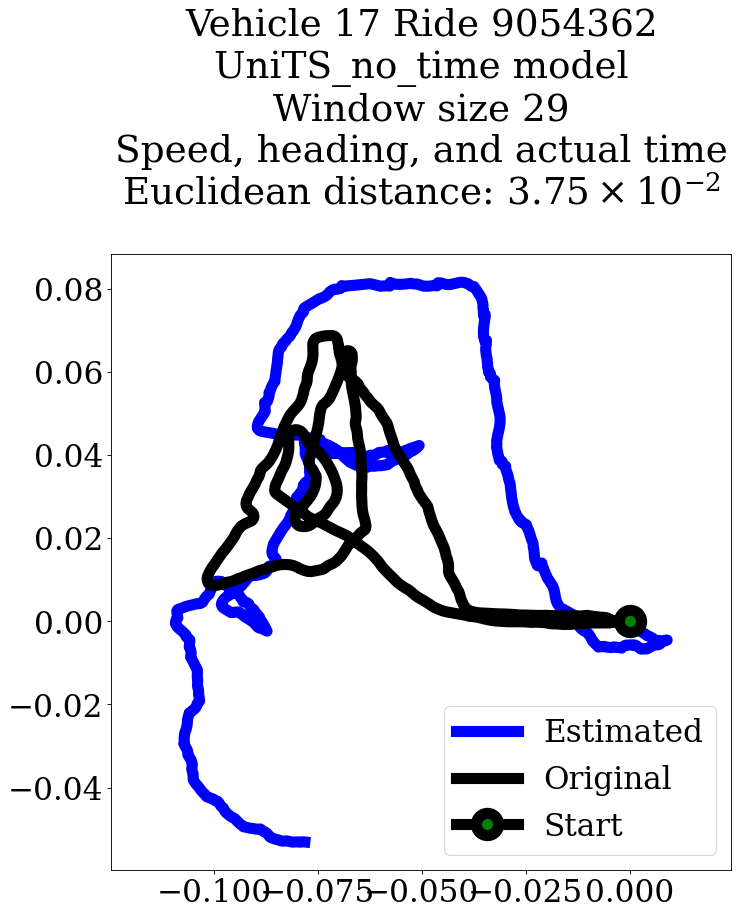 Vehicle 17 Ride 9054362
UniTS_no_time model
Window size 29
Speed, heading, and actual time
Euclidean distance: 3.75 × 10⁻²
0.08
0.06
0.04
0.02
0.00
−0.02
−0.04
Estimated
Original
Start
−0.100 −0.075 −0.050 −0.025 0.000